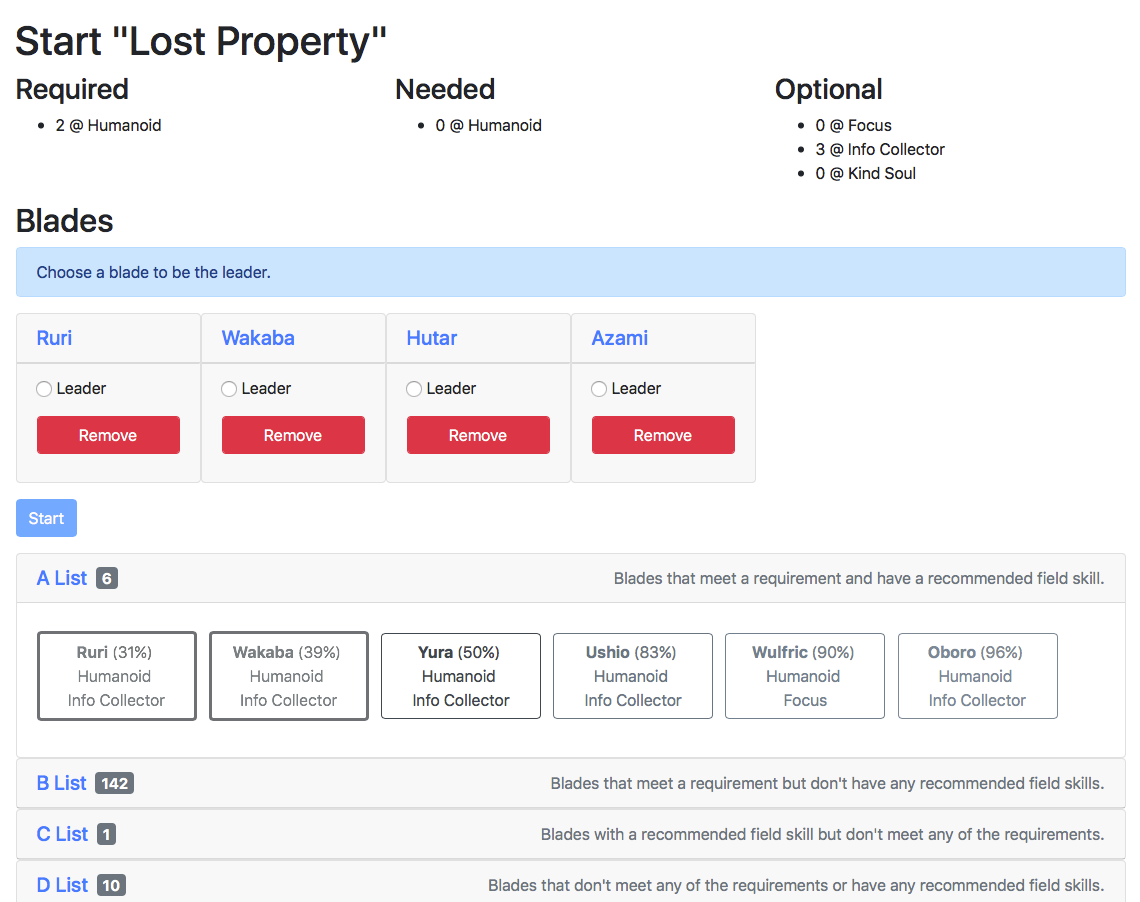 Start "Lost Property"
Required
Needed
Optional
• 2 @ Humanoid
• 0 @ Humanoid
• 0 @ Focus
• 3 @ Info Collector
• 0 @ Kind Soul
Blades
Choose a blade to be the leader.
Ruri
Wakaba
Hutar
Azami
Leader
Leader
Leader
Leader
Remove
Remove
Remove
Remove
Start
A List 6
Blades that meet a requirement and have a recommended field skill.
Ruri (31%)
Humanoid
Info Collector
Wakaba (39%)
Humanoid
Info Collector
Yura (50%)
Humanoid
Info Collector
Ushio (83%)
Humanoid
Info Collector
Wulfric (90%)
Humanoid
Focus
Oboro (96%)
Humanoid
Info Collector
B List 142
Blades that meet a requirement but don't have any recommended field skills.
C List 1
Blades with a recommended field skill but don't meet any of the requirements.
D List 10
Blades that don't meet any of the requirements or have any recommended field skills.